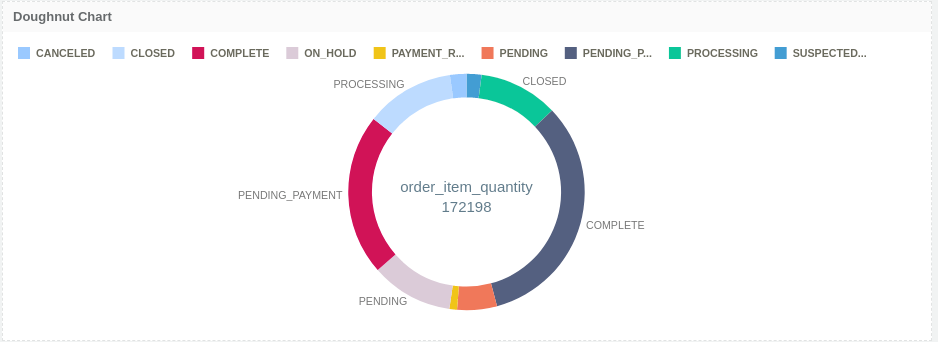 Doughnut Chart
CANCELED CLOSED COMPLETE ON_HOLD PAYMENT_R... PENDING PENDING_P... PROCESSING SUSPECTED...
PROCESSING CLOSED
order_item_quantity
172198
PENDING_PAYMENT
COMPLETE
PENDING